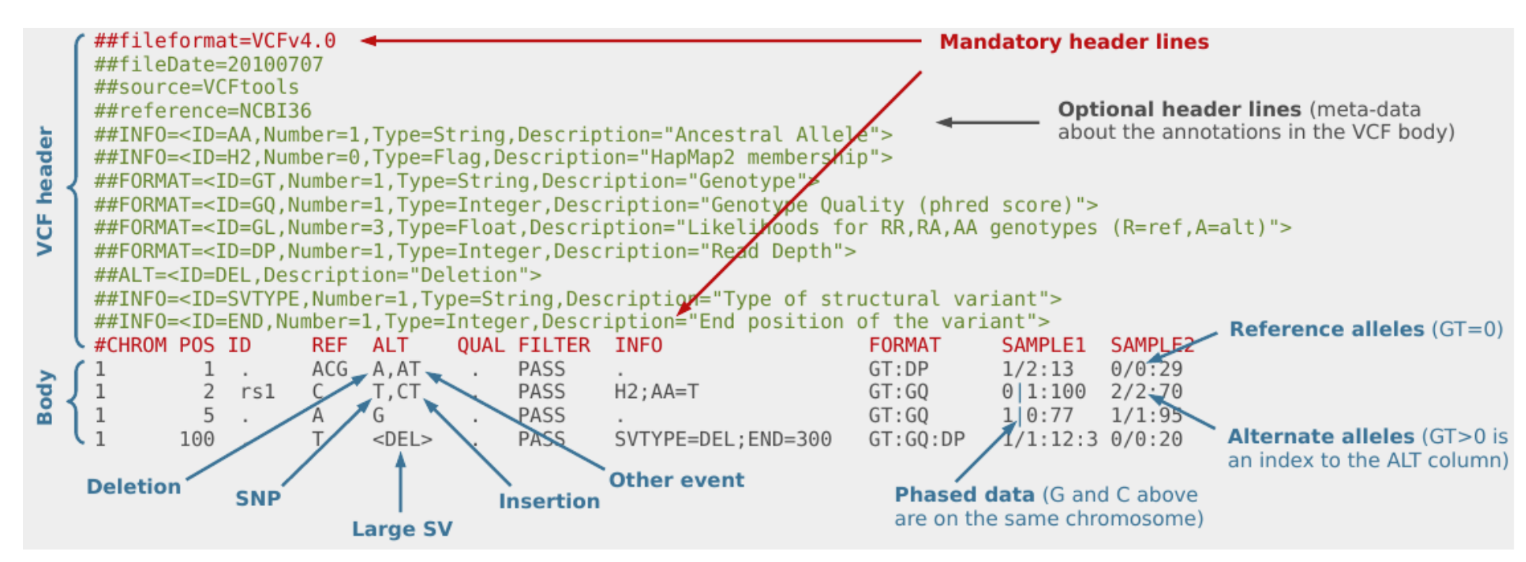 ##fileformat=VCFv4.0
Mandatory header lines
##fileDate=20100707
##source=VCFtools
##reference=NCBI36
Optional header lines (meta-data
about the annotations in the VCF body)
##INFO=<ID=AA,Number=1,Type=String,Description="Ancestral Allele">
##INFO=<ID=H2,Number=0,Type=Flag,Description="HapMap2 membership">
##FORMAT=<ID=GT,Number=1,Type=String,Description="Genotype">
##FORMAT=<ID=GQ,Number=1,Type=Integer,Description="Genotype Quality (phred score)">
##FORMAT=<ID=GL,Number=3,Type=Float,Description="Likelihoods for RR,RA,AA genotypes (R=ref,A=alt)">
##FORMAT=<ID=DP,Number=1,Type=Integer,Description="Read Depth">
##ALT=<ID=DEL,Description="Deletion">
##INFO=<ID=SVTYPE,Number=1,Type=String,Description="Type of structural variant">
##INFO=<ID=END,Number=1,Type=Integer,Description="End position of the variant">
VCF header
#CHROM POS ID REF ALT QUAL FILTER INFO FORMAT SAMPLE1 SAMPLE2
Reference alleles (GT=0)
Body
1 1 . ACG A,AT . PASS . GT:DP 1/2:13 0/0:29
1 2 rs1 C T,CT . PASS H2;AA=T GT:GQ 0|1:100 2/2:70
1 5 . A G . PASS . GT:GQ 1|0:77 1/1:95
1 100 . T <DEL> . PASS SVTYPE=DEL;END=300 GT:GQ:DP 1/1:12:3 0/0:20
Alternate alleles (GT>0 is
an index to the ALT column)
Deletion
SNP
Large SV
Insertion
Other event
Phased data (G and C above
are on the same chromosome)